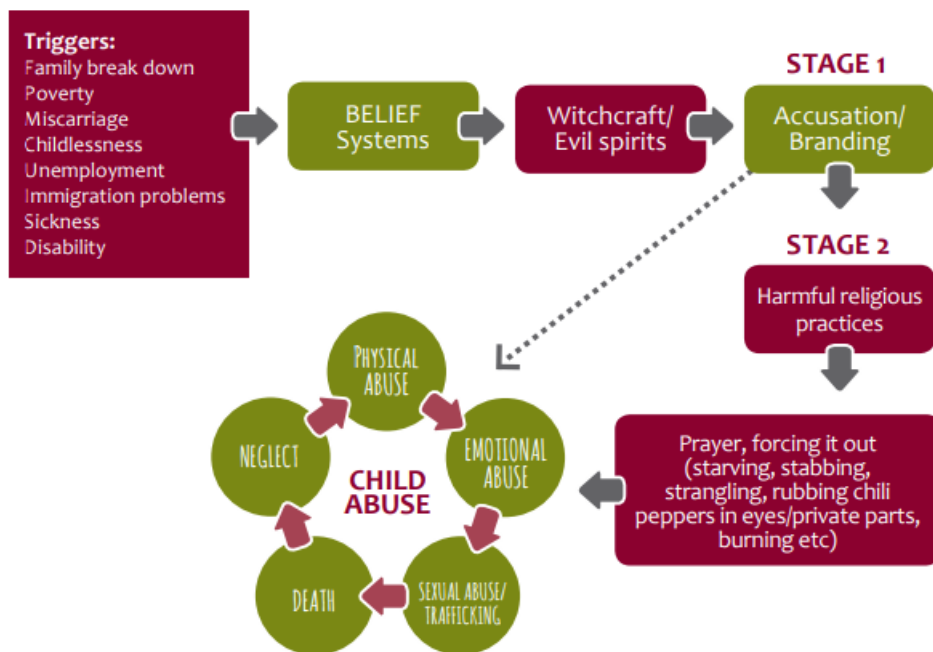 Triggers:
Family break down
Poverty
Miscarriage
Childlessness
Unemployment
Immigration problems
Sickness
Disability
BELIEF
Systems
Witchcraft/
Evil spirits
STAGE 1
Accusation/
Branding
STAGE 2
Harmful religious
practices
Prayer, forcing it out
(starving, stabbing,
strangling, rubbing chili
peppers in eyes/private parts,
burning etc)
PHYSICAL
ABUSE
EMOTIONAL
ABUSE
SEXUAL ABUSE/
TRAFFICKING
DEATH
NEGLECT
CHILD
ABUSE